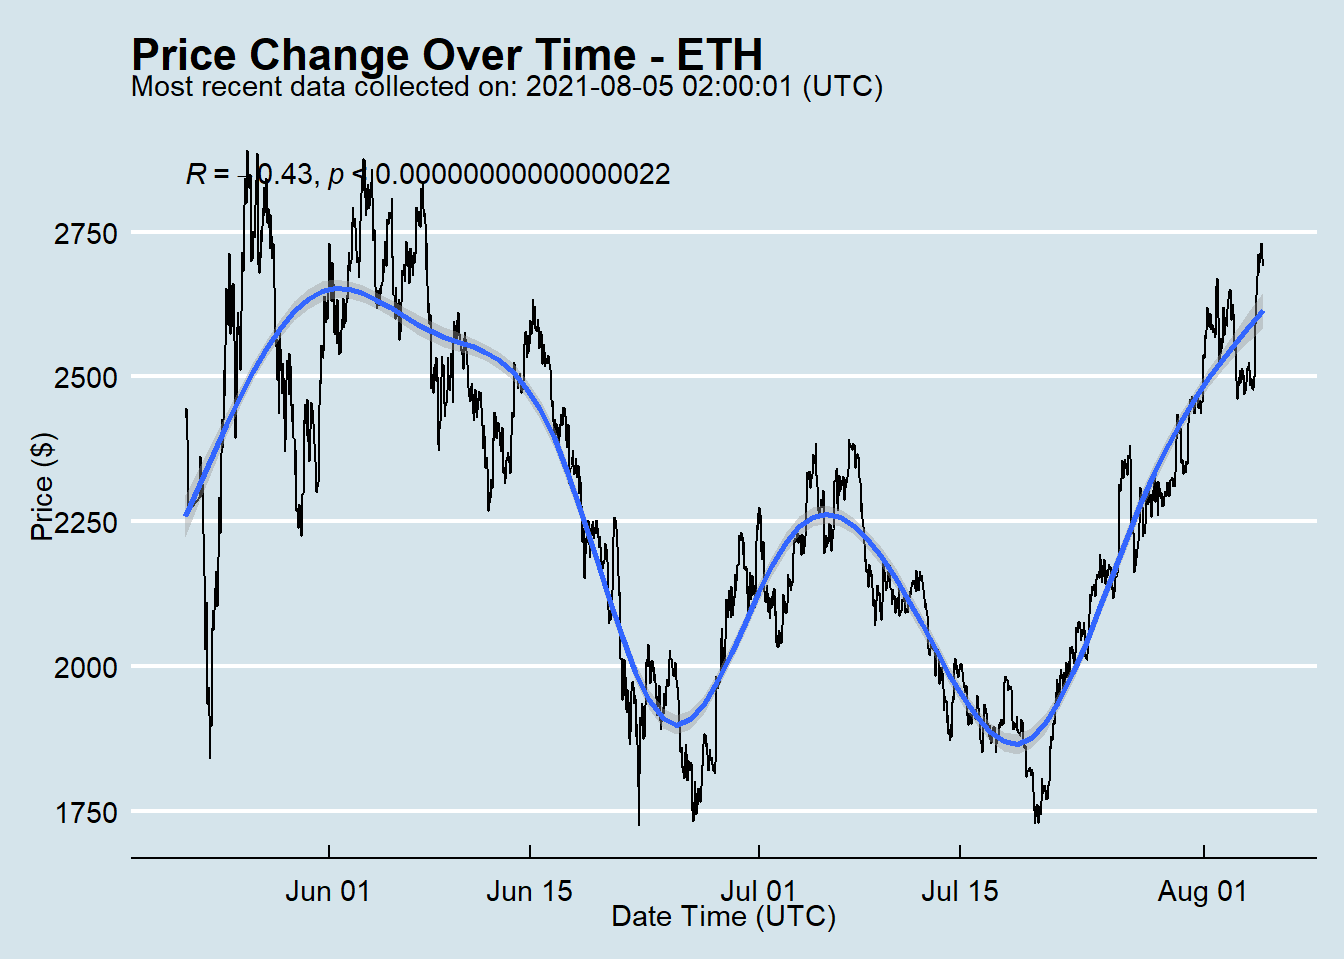 Price Change Over Time - ETH
Most recent data collected on: 2021-08-05 02:00:01 (UTC)
R = − 0.43, p < 0.00000000000000022
2750
2500
2250
2000
1750
Price ($)
Jun 01 Jun 15 Jul 01 Jul 15 Aug 01
Date Time (UTC)